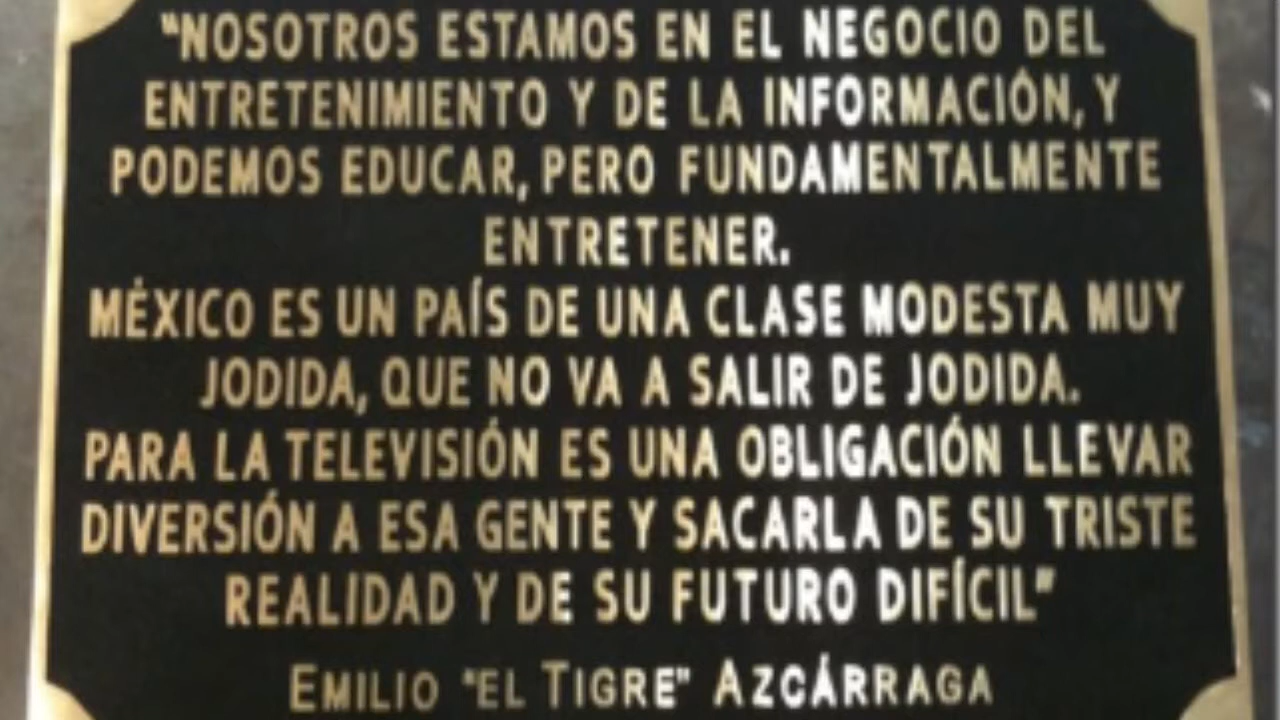 "NOSOTROS ESTAMOS EN EL NEGOCIO DEL
ENTRETENIMIENTO Y DE LA INFORMACIÓN, Y
PODEMOS EDUCAR, PERO FUNDAMENTALMENTE
ENTRETENER.
MÉXICO ES UN PAÍS DE UNA CLASE MODESTA MUY
JODIDA, QUE NO VA A SALIR DE JODIDA.
PARA LA TELEVISIÓN ES UNA OBLIGACIÓN LLEVAR
DIVERSIÓN A ESA GENTE Y SACARLA DE SU TRISTE
REALIDAD Y DE SU FUTURO DIFÍCIL"
EMILIO "EL TIGRE" AZCÁRRAGA